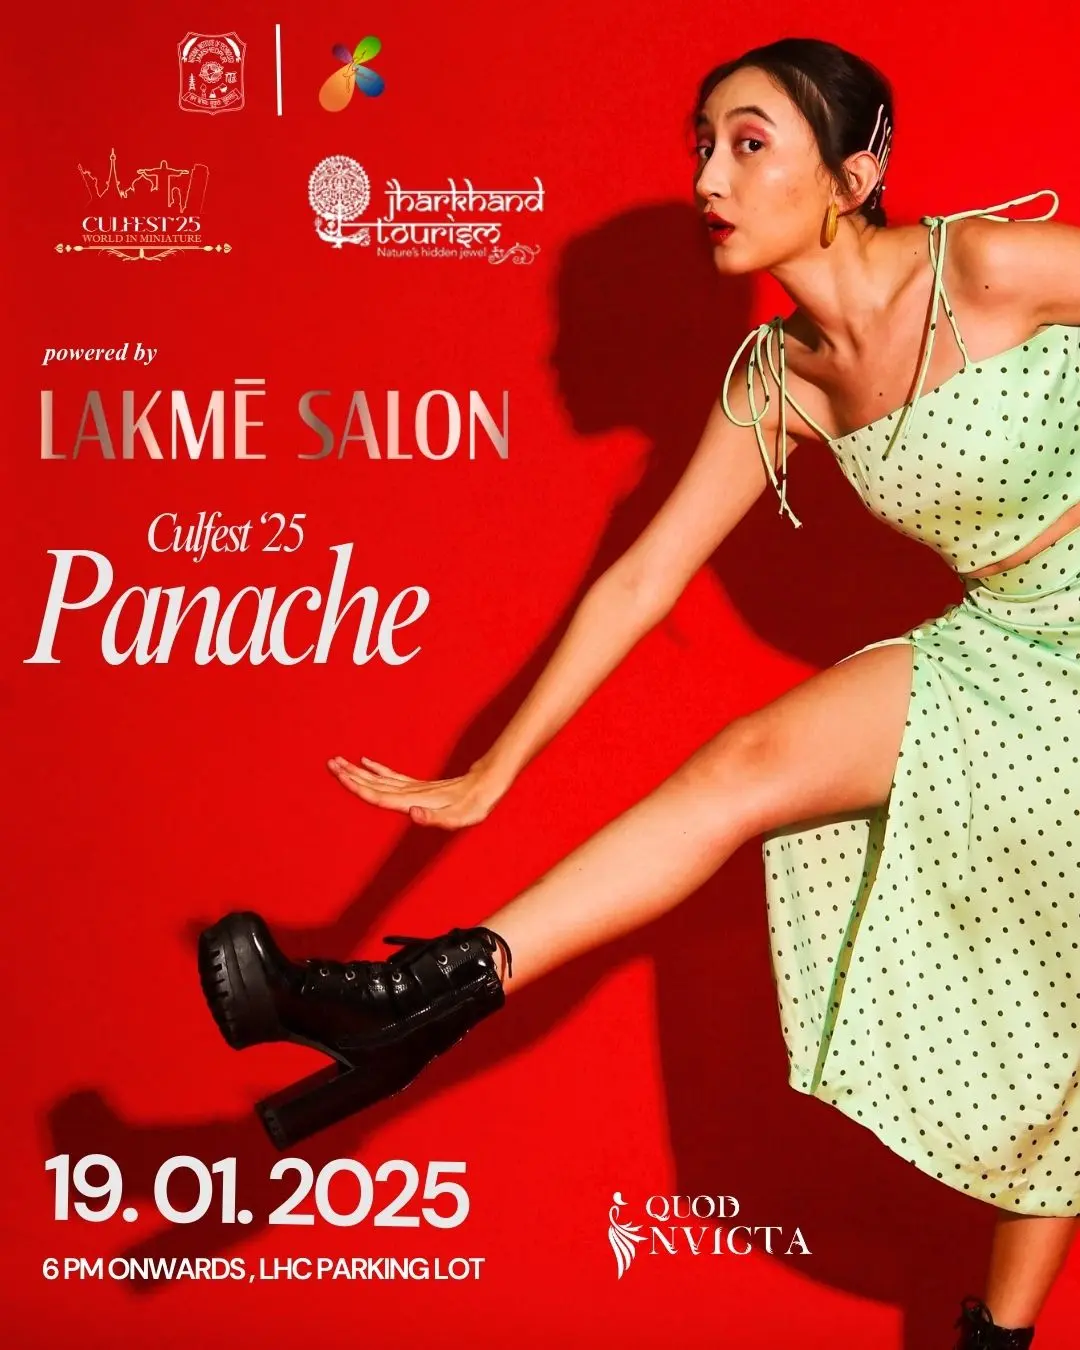 CULFEST'25
WORLD IN MINIATURE
jharkhand
tourism
Nature's hidden jewel
powered by
LAKMĒ SALON
Culfest '25
Panache
19. 01. 2025
6 PM ONWARDS , LHC PARKING LOT
QUOD
NVICTA